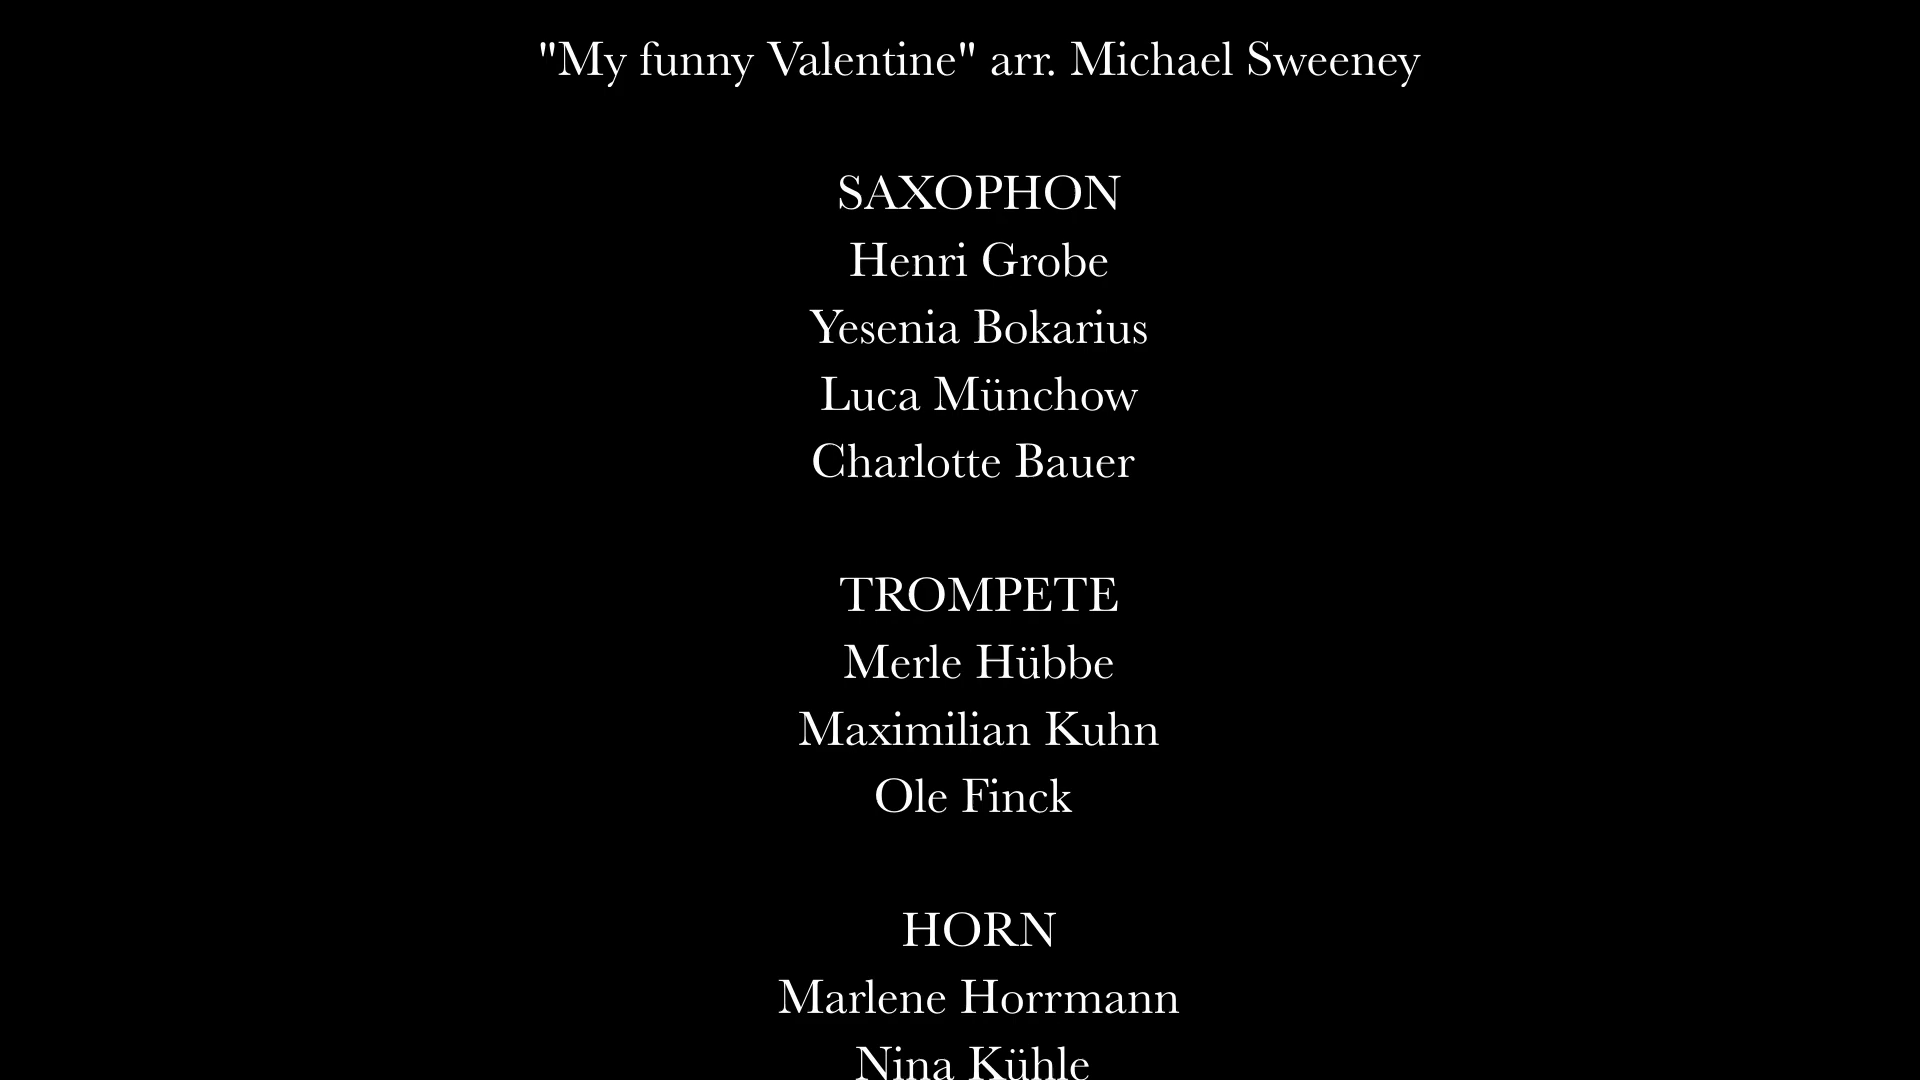 "My funny Valentine" arr. Michael Sweeney
SAXOPHON
Henri Grobe
Yesenia Bokarius
Luca Münchow
Charlotte Bauer
TROMPETE
Merle Hübbe
Maximilian Kuhn
Ole Finck
HORN
Marlene Horrmann
Nina Kühle